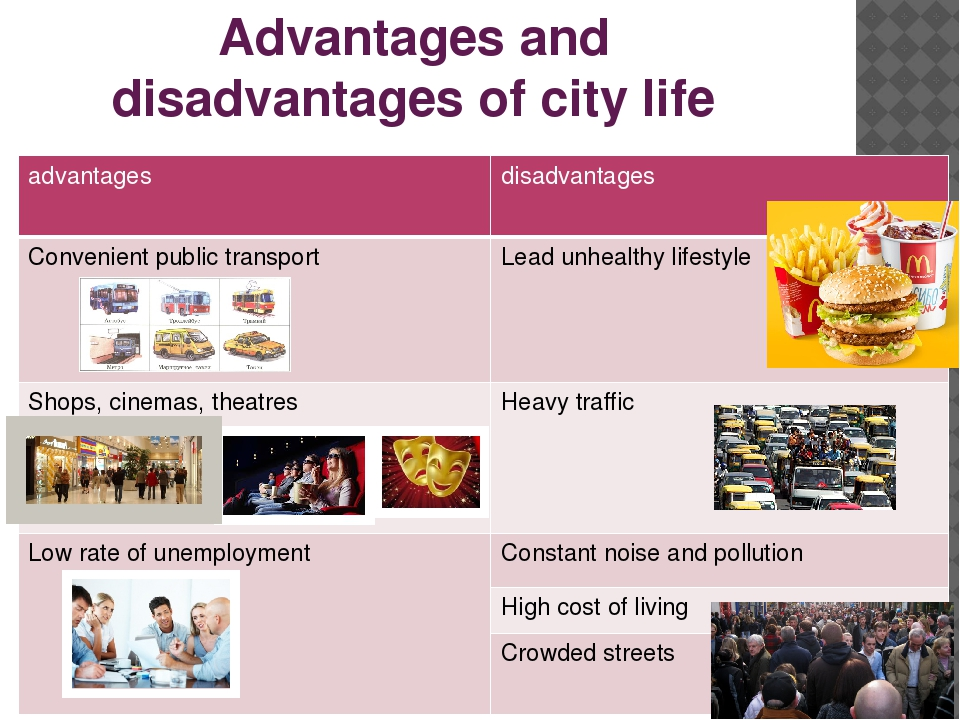 Advantages and
disadvantages of city life
advantages
disadvantages
Convenient public transport
Lead unhealthy lifestyle
Автобус
Троллейбус
Трамвай
Метро
Маршрутное такси
Такси
Shops, cinemas, theatres
Heavy traffic
Low rate of unemployment
Constant noise and pollution
High cost of living
Crowded streets